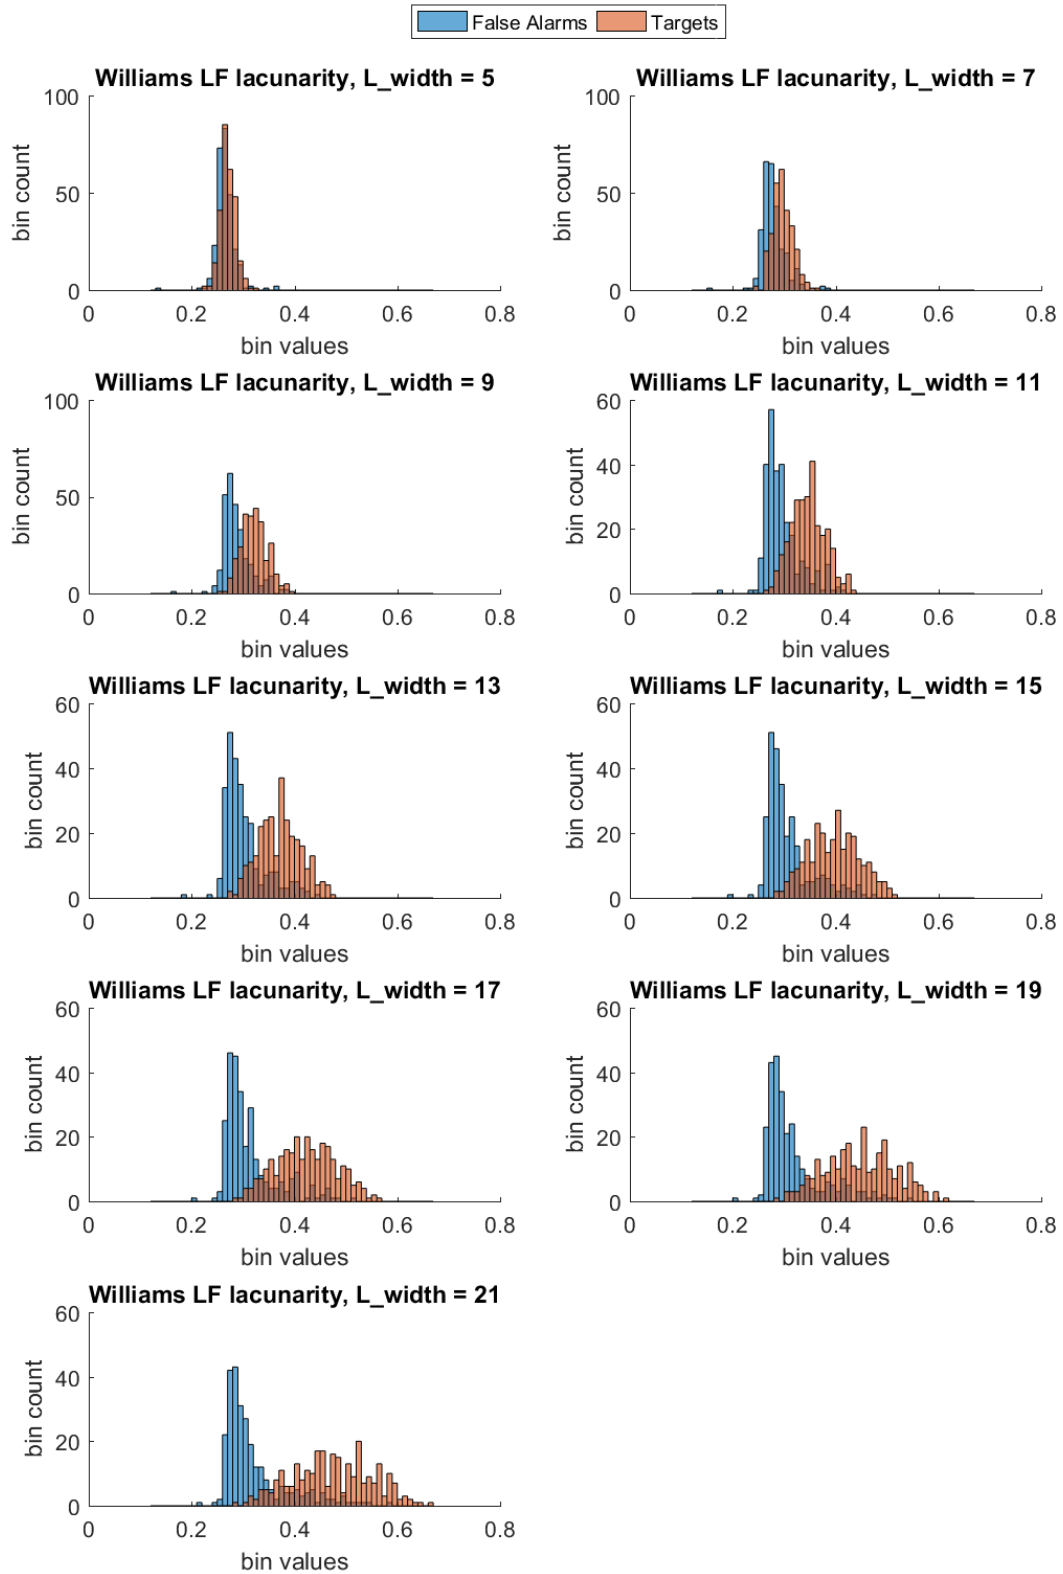 False Alarms Targets
Williams LF lacunarity, L_width = 5
100
50
0
bin count
0 0.2 0.4 0.6 0.8
bin values
Williams LF lacunarity, L_width = 7
100
50
0
bin count
0 0.2 0.4 0.6 0.8
bin values
Williams LF lacunarity, L_width = 9
100
50
0
bin count
0 0.2 0.4 0.6 0.8
bin values
Williams LF lacunarity, L_width = 11
60
40
20
0
bin count
0 0.2 0.4 0.6 0.8
bin values
Williams LF lacunarity, L_width = 13
60
40
20
0
bin count
0 0.2 0.4 0.6 0.8
bin values
Williams LF lacunarity, L_width = 15
60
40
20
0
bin count
0 0.2 0.4 0.6 0.8
bin values
Williams LF lacunarity, L_width = 17
60
40
20
0
bin count
0 0.2 0.4 0.6 0.8
bin values
Williams LF lacunarity, L_width = 19
60
40
20
0
bin count
0 0.2 0.4 0.6 0.8
bin values
Williams LF lacunarity, L_width = 21
60
40
20
0
bin count
0 0.2 0.4 0.6 0.8
bin values